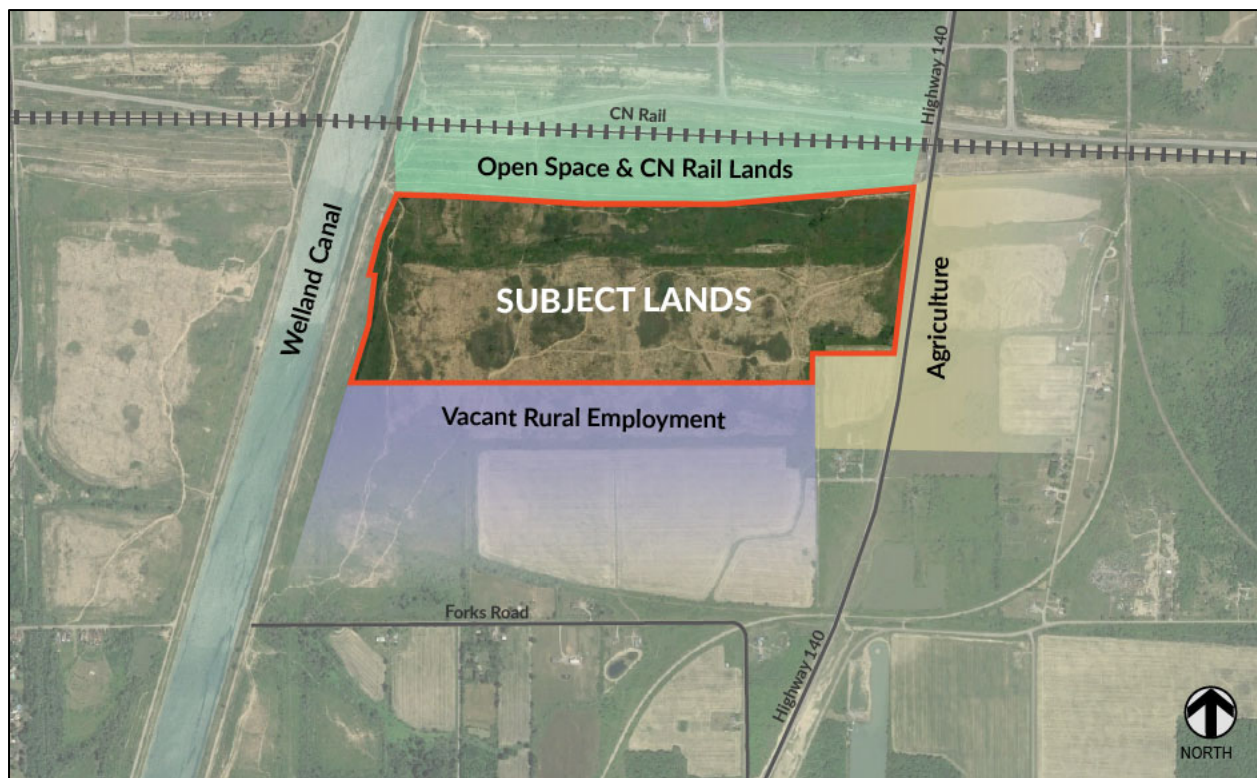 Highway 140
CN Rail
Open Space & CN Rail Lands
Welland Canal
SUBJECT LANDS
Agriculture
Vacant Rural Employment
Forks Road
Highway 140
NORTH